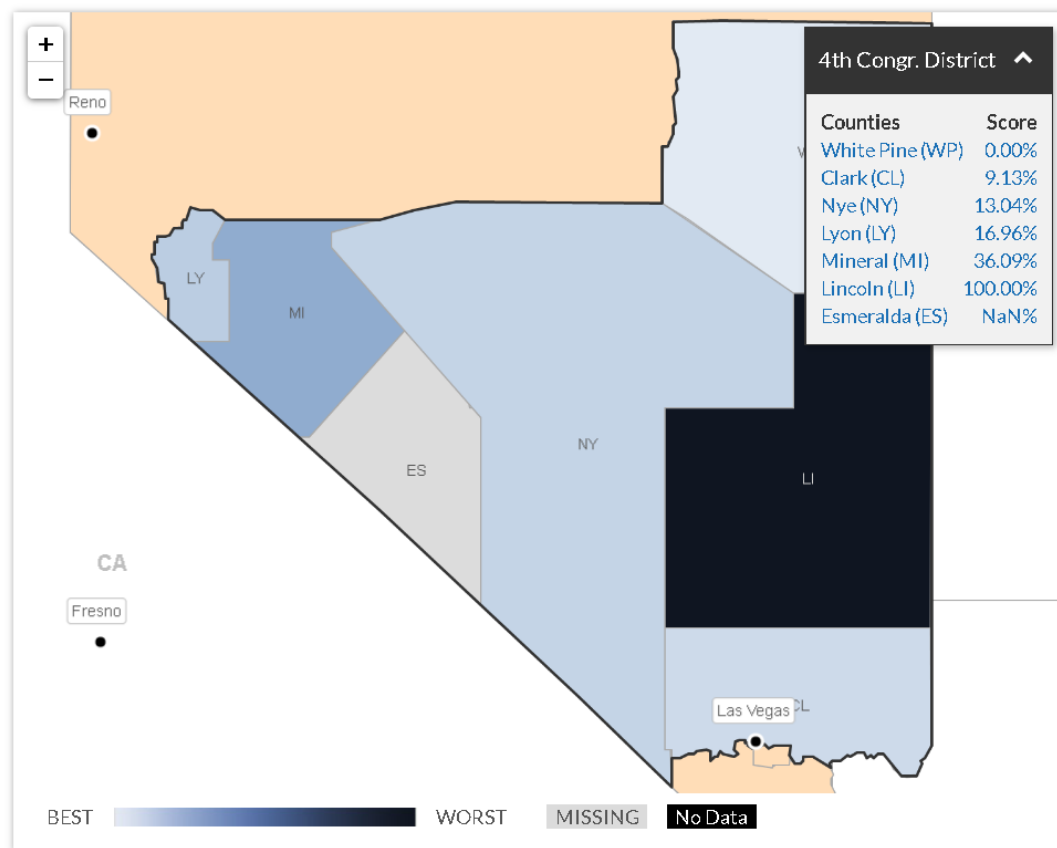 +
−
Reno
4th Congr. District
Counties Score
White Pine (WP) 0.00%
Clark (CL) 9.13%
Nye (NY) 13.04%
Lyon (LY) 16.96%
Mineral (MI) 36.09%
Lincoln (LI) 100.00%
Esmeralda (ES) NaN%
LY
MI
NY
ES
LI
CA
Fresno
Las Vegas
CL
BEST
WORST
MISSING
No Data